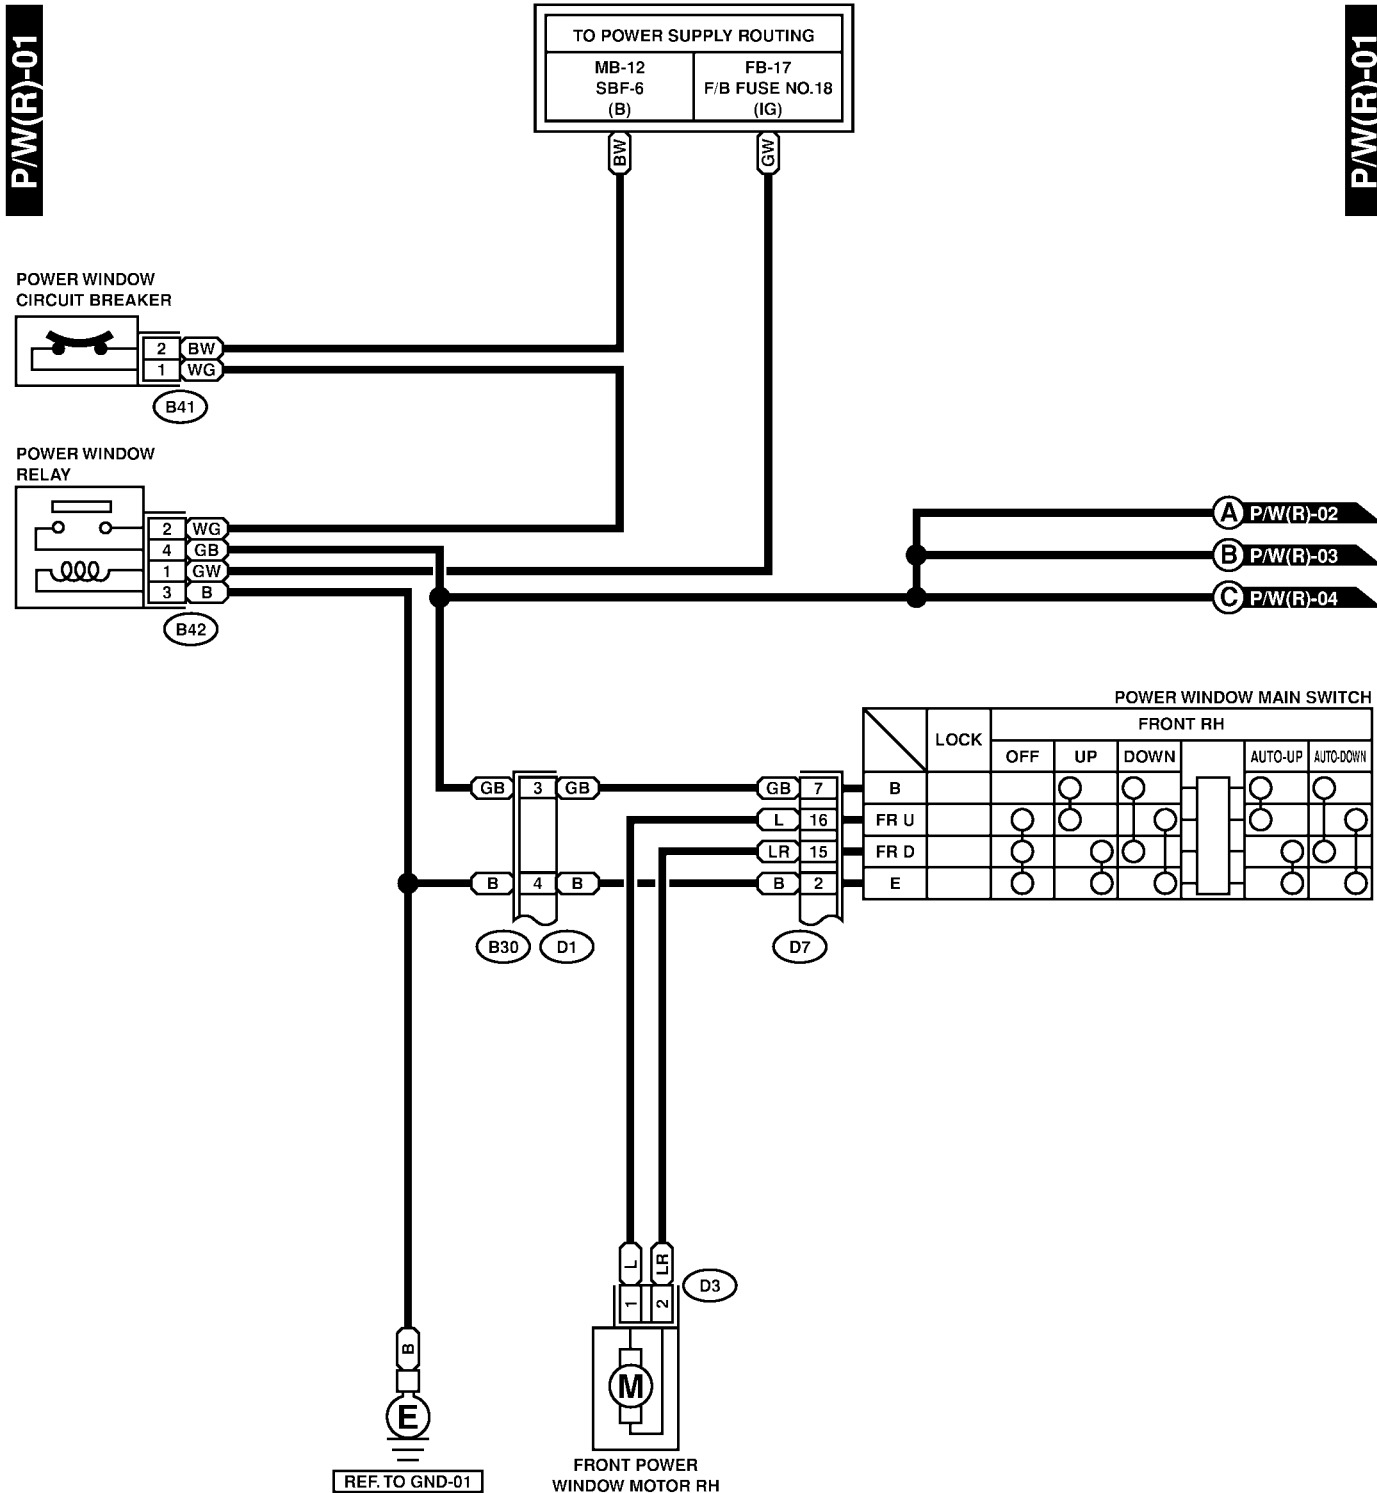 P/W(R)-01
P/W(R)-01
TO POWER SUPPLY ROUTING
MB-12
SBF-6
(B)
FB-17
F/B FUSE NO.18
(IG)
BW
GW
POWER WINDOW
CIRCUIT BREAKER
2 BW
1 WG
B41
POWER WINDOW
RELAY
2 WG
4 GB
1 GW
3 B
B42
A P/W(R)-02
B P/W(R)-03
C P/W(R)-04
POWER WINDOW MAIN SWITCH
LOCK
FRONT RH
OFF UP DOWN AUTO-UP AUTO-DOWN
GB 3 GB GB 7 B
L 16 FR U
LR 15 FR D
B 4 B B 2 E
B30 D1 D7
L LR
1 2
D3
B
E
M
REF. TO GND-01
FRONT POWER
WINDOW MOTOR RH